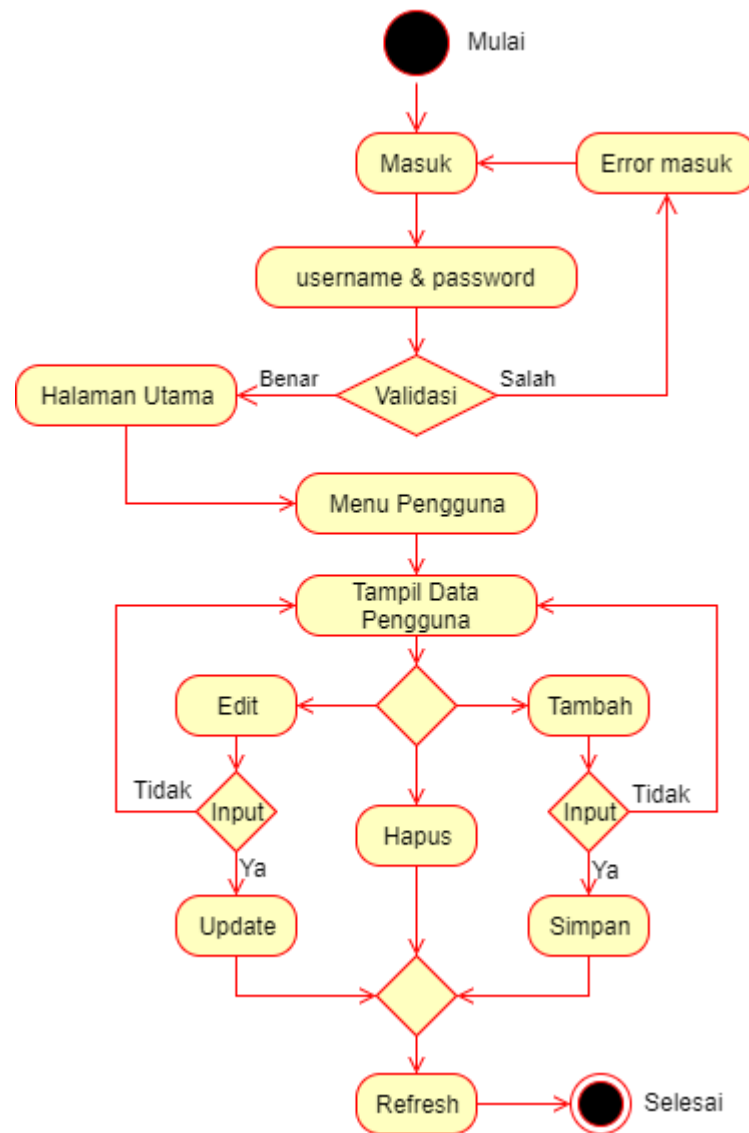 Mulai
Masuk
Error masuk
username & password
Benar
Salah
Halaman Utama
Validasi
Menu Pengguna
Tampil Data
Pengguna
Edit
Tambah
Tidak
Input
Hapus
Input
Tidak
Ya
Ya
Update
Simpan
Refresh
Selesai